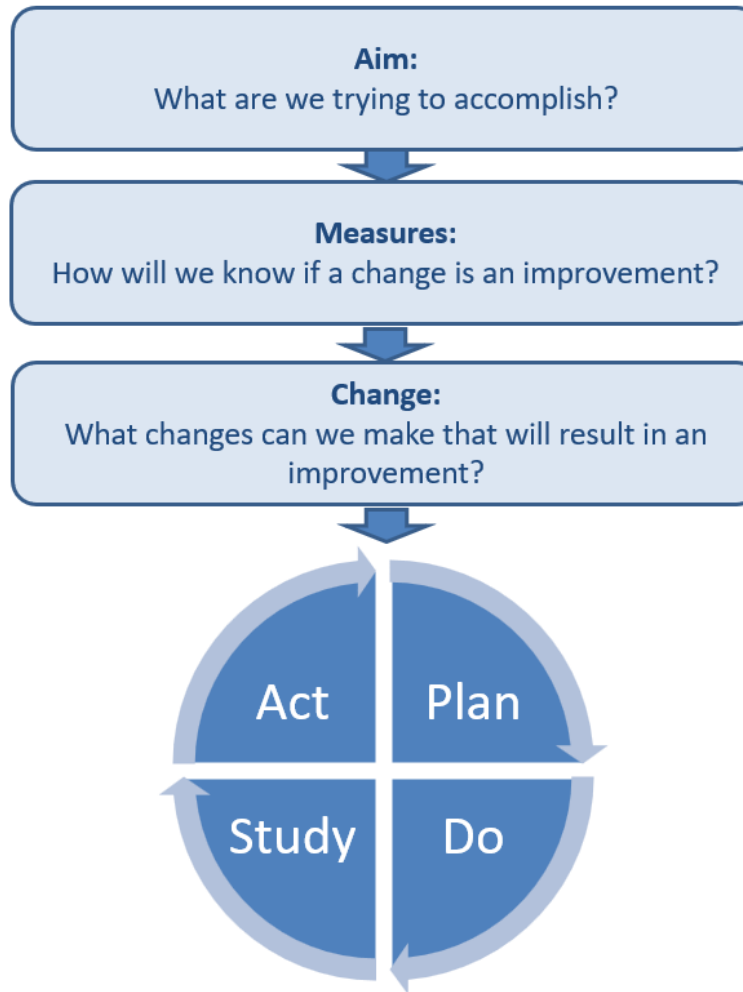 Aim:
What are we trying to accomplish?
Measures:
How will we know if a change is an improvement?
Change:
What changes can we make that will result in an
improvement?
Act
Plan
Study
Do